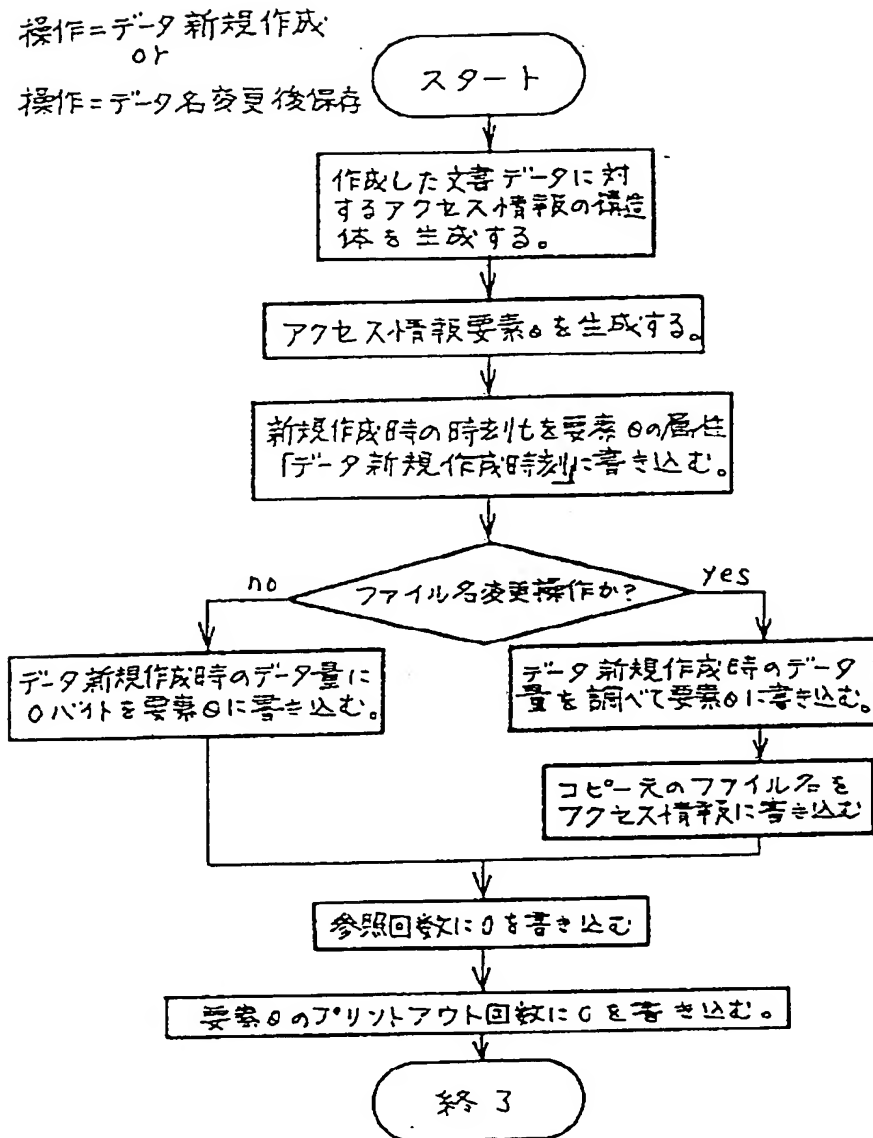 操作=データ新規作成
or
操作=データ名変更後保存
スタート
作成した文書データに対
するアクセス情報の構造
体を生成する。
アクセス情報要素θを生成する。
新規作成時の時刻tを要素θの属性
「データ新規作成時刻」に書き込む。
ファイル名変更操作か?
no
yes
データ新規作成時のデータ量に
0バイトを要素θに書き込む。
データ新規作成時のデータ
量を調べて要素θに書き込む。
コピー元のファイル名を
アクセス情報に書き込む
参照回数に0を書き込む
要素θのプリントアウト回数に0を書き込む。
終了